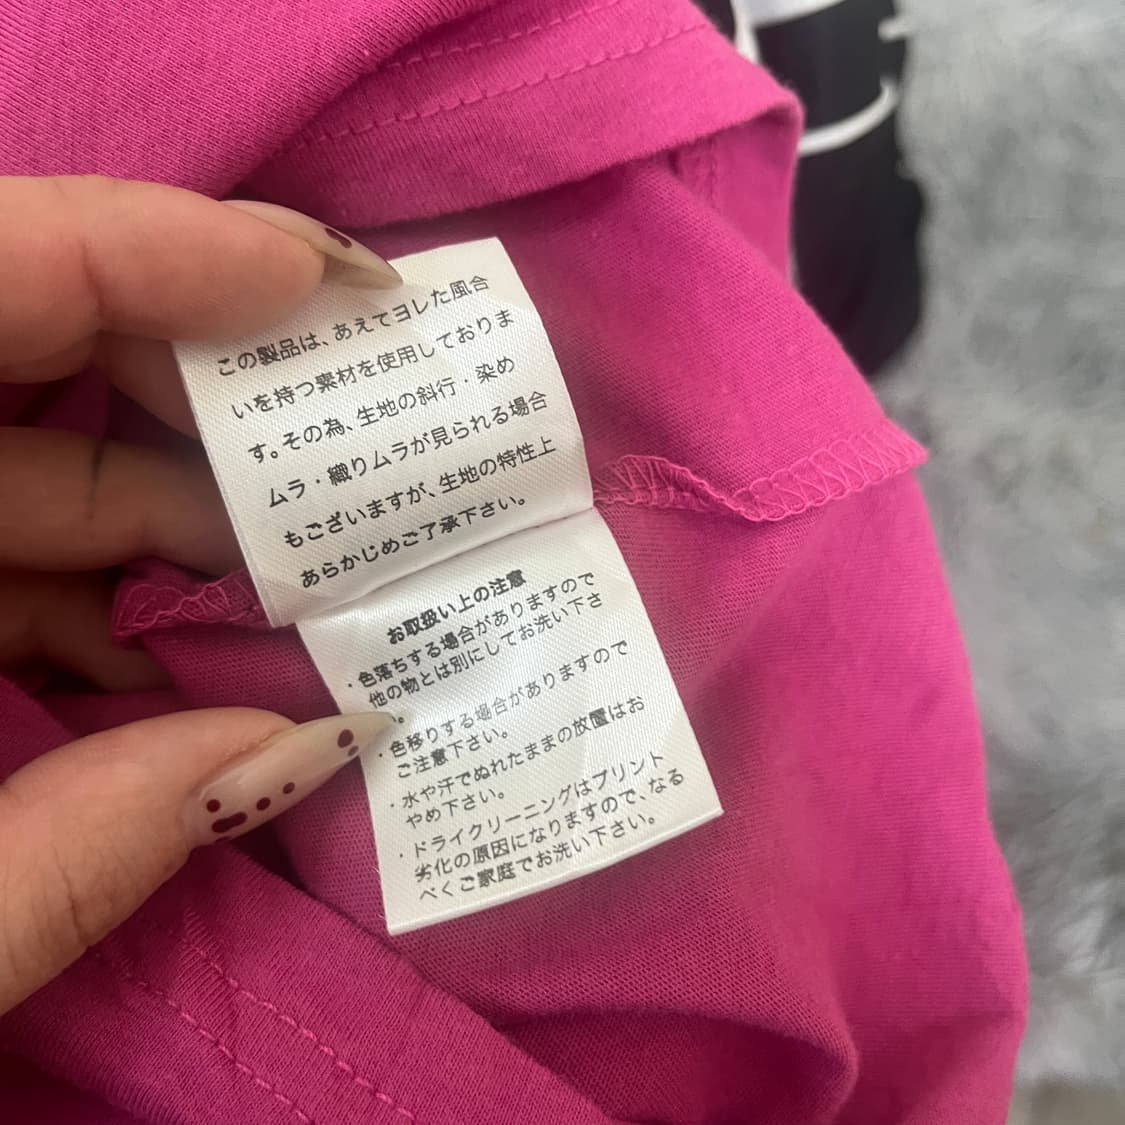 この製品は、あえてヨレた風合
いを持つ素材を使用しておりま
す。その為、生地の斜行・染め
ムラ・織りムラが見られる場合
もございますが、生地の特性上
あらかじめご了承下さい。
お取扱い上の注意
・色落ちする場合がありますので
他の物とは別にしてお洗い下さ
い。
・色移りする場合がありますので
ご注意下さい。
・水や汗でぬれたままの放置はお
やめ下さい。
・ドライクリーニングはプリント
劣化の原因になりますので、なる
べくご家庭でお洗い下さい。